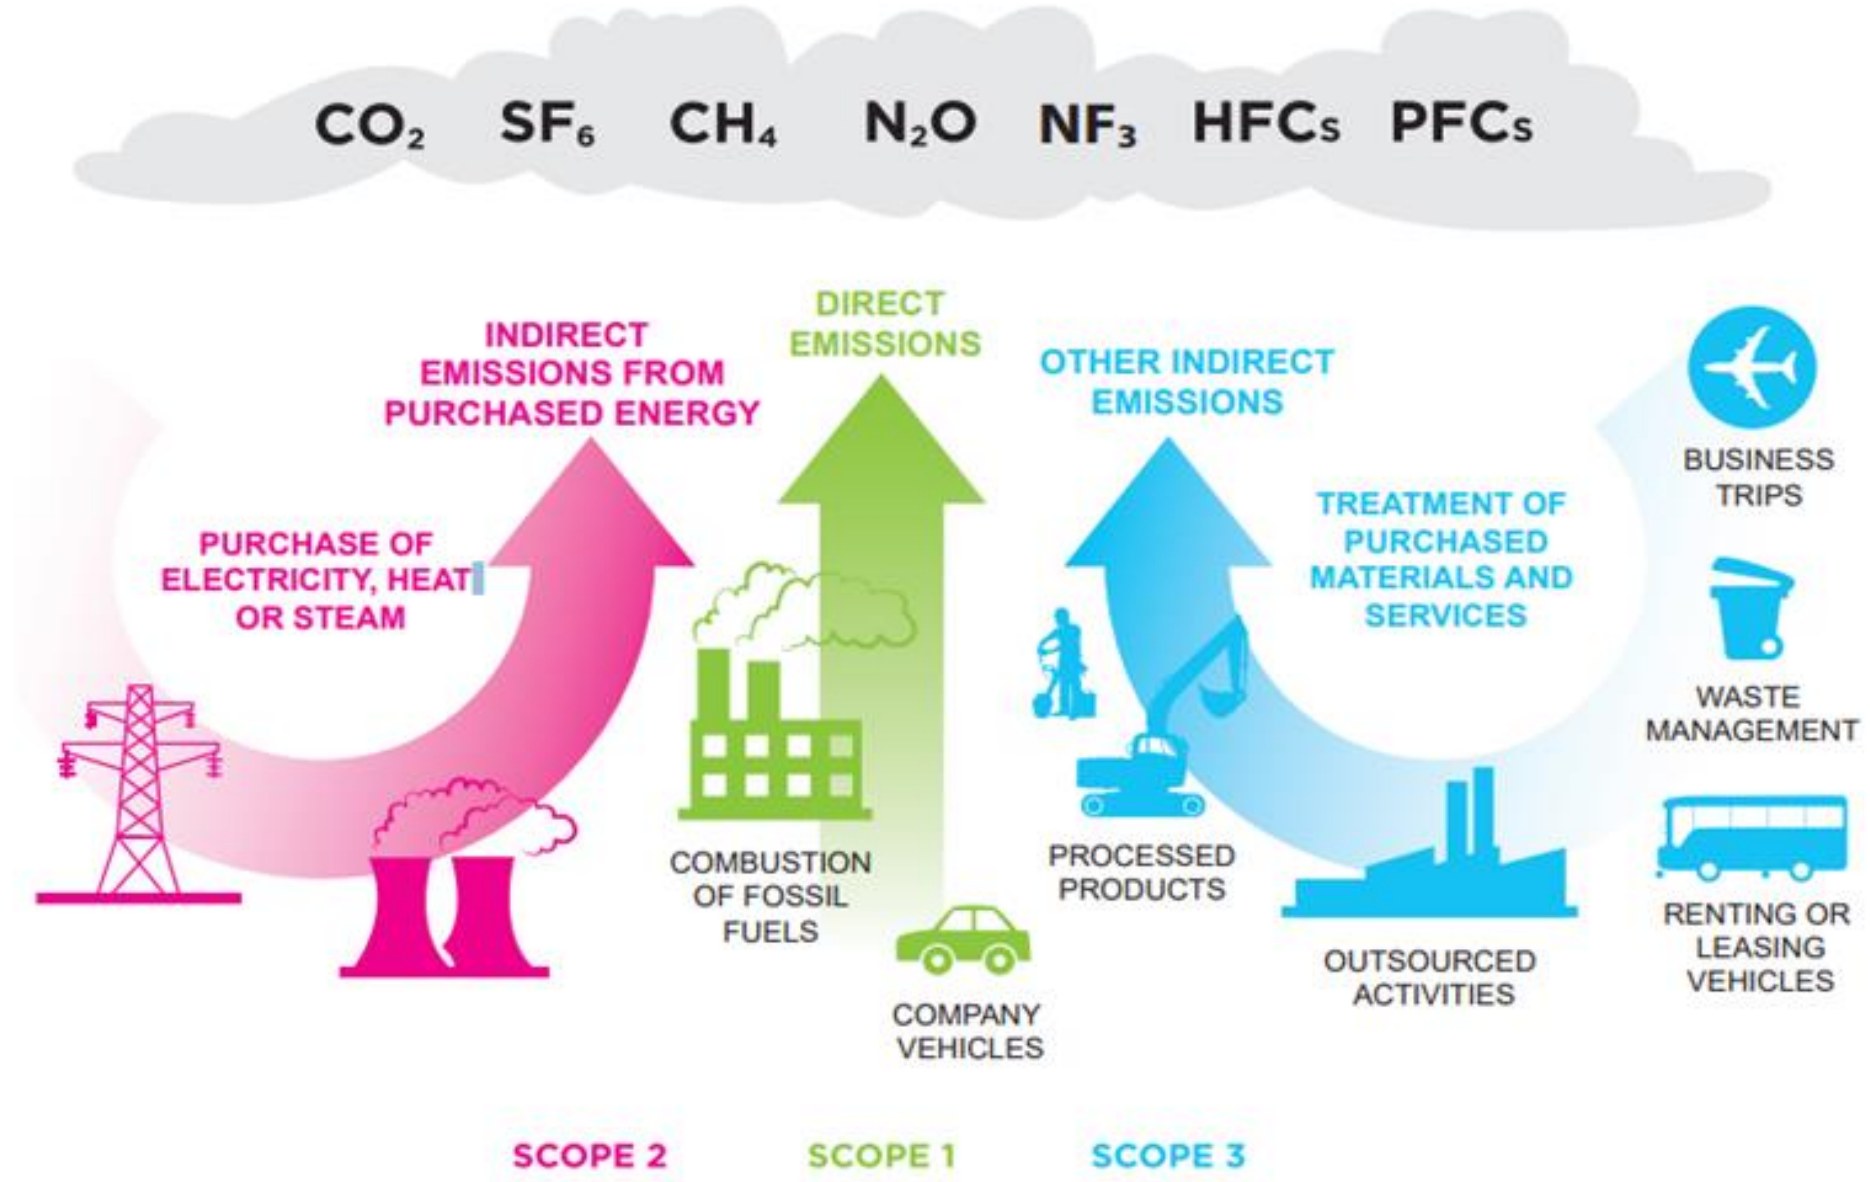 CO₂ SF₆ CH₄ N₂O NF₃ HFCs PFCs
INDIRECT
EMISSIONS FROM
PURCHASED ENERGY
DIRECT
EMISSIONS
OTHER INDIRECT
EMISSIONS
PURCHASE OF
ELECTRICITY, HEAT
OR STEAM
TREATMENT OF
PURCHASED
MATERIALS AND
SERVICES
BUSINESS
TRIPS
WASTE
MANAGEMENT
COMBUSTION
OF FOSSIL
FUELS
PROCESSED
PRODUCTS
RENTING OR
LEASING
VEHICLES
OUTSOURCED
ACTIVITIES
COMPANY
VEHICLES
SCOPE 2
SCOPE 1
SCOPE 3